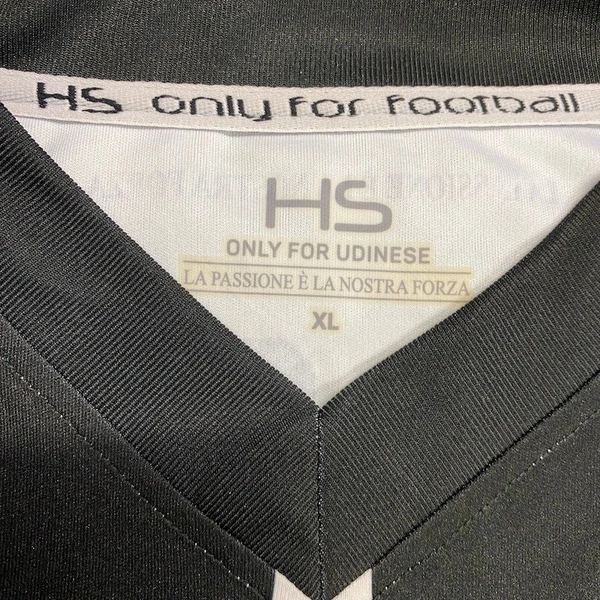 HS only for football
HS
ONLY FOR UDINESE
LA PASSIONE È LA NOSTRA FORZA
XL